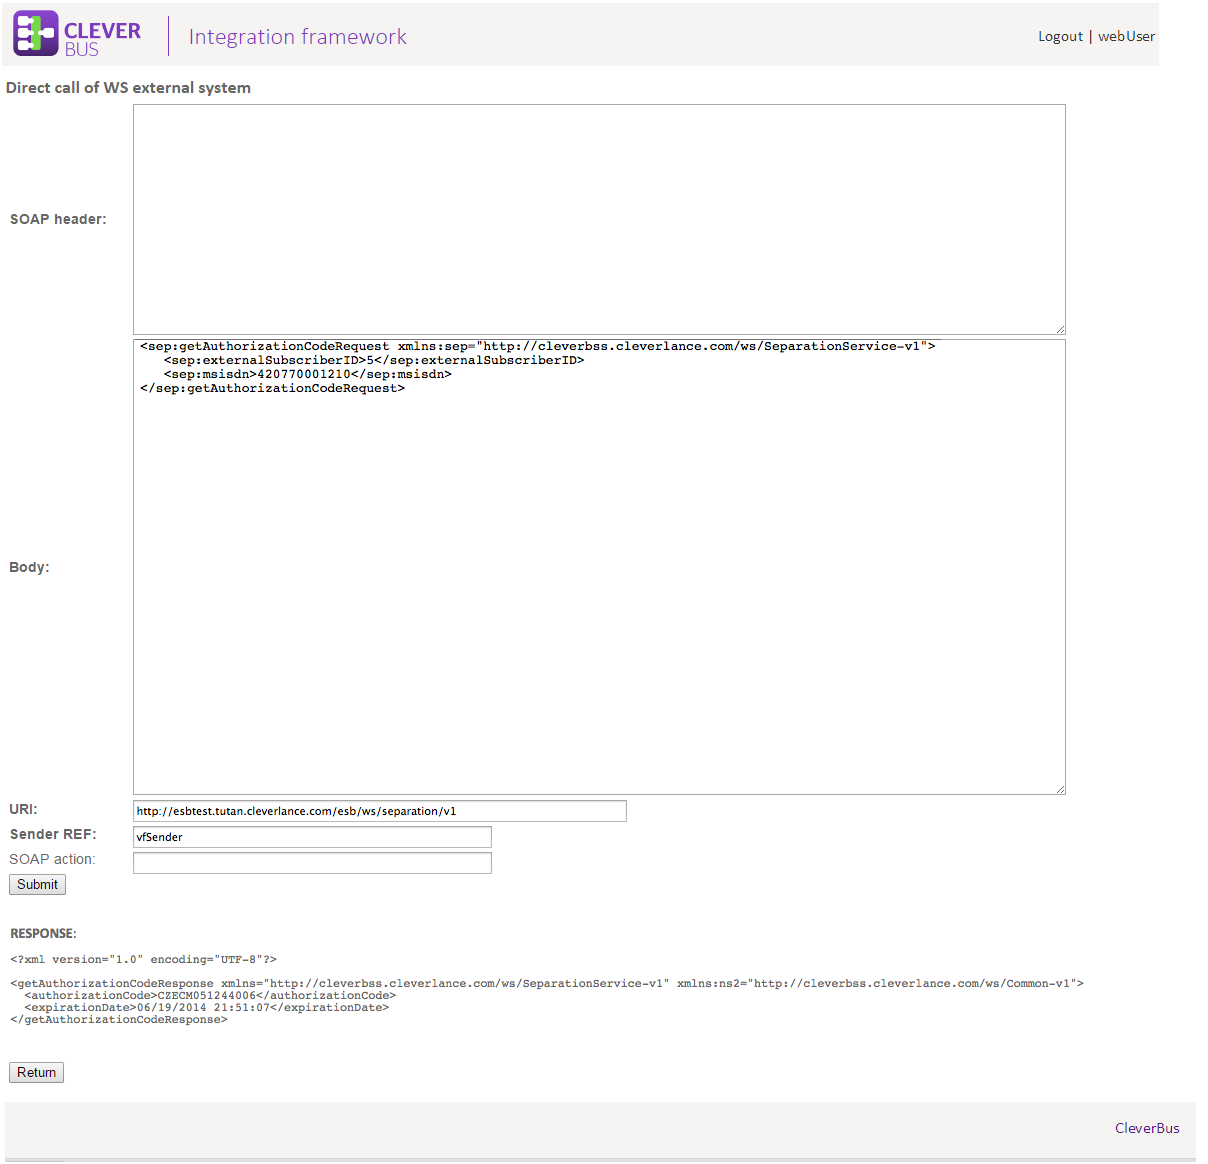 CLEVER
BUS
Integration framework
Logout | webUser
Direct call of WS external system
SOAP header:
<sep:getAuthorizationCodeRequest xmlns:sep="http://cleverbss.cleverlance.com/ws/SeparationService-v1">
<sep:externalSubscriberID>5</sep:externalSubscriberID>
<sep:msisdn>420770001210</sep:msisdn>
</sep:getAuthorizationCodeRequest>
Body:
URI: http://esbtest.tutan.cleverlance.com/esb/ws/separation/v1
Sender REF: vfSender
SOAP action:
Submit
RESPONSE:
<?xml version="1.0" encoding="UTF-8"?>
<getAuthorizationCodeResponse xmlns="http://cleverbss.cleverlance.com/ws/SeparationService-v1" xmlns:ns2="http://cleverbss.cleverlance.com/ws/Common-v1">
<authorizationCode>CZECM051244006</authorizationCode>
<expirationDate>06/19/2014 21:51:07</expirationDate>
</getAuthorizationCodeResponse>
Return
CleverBus